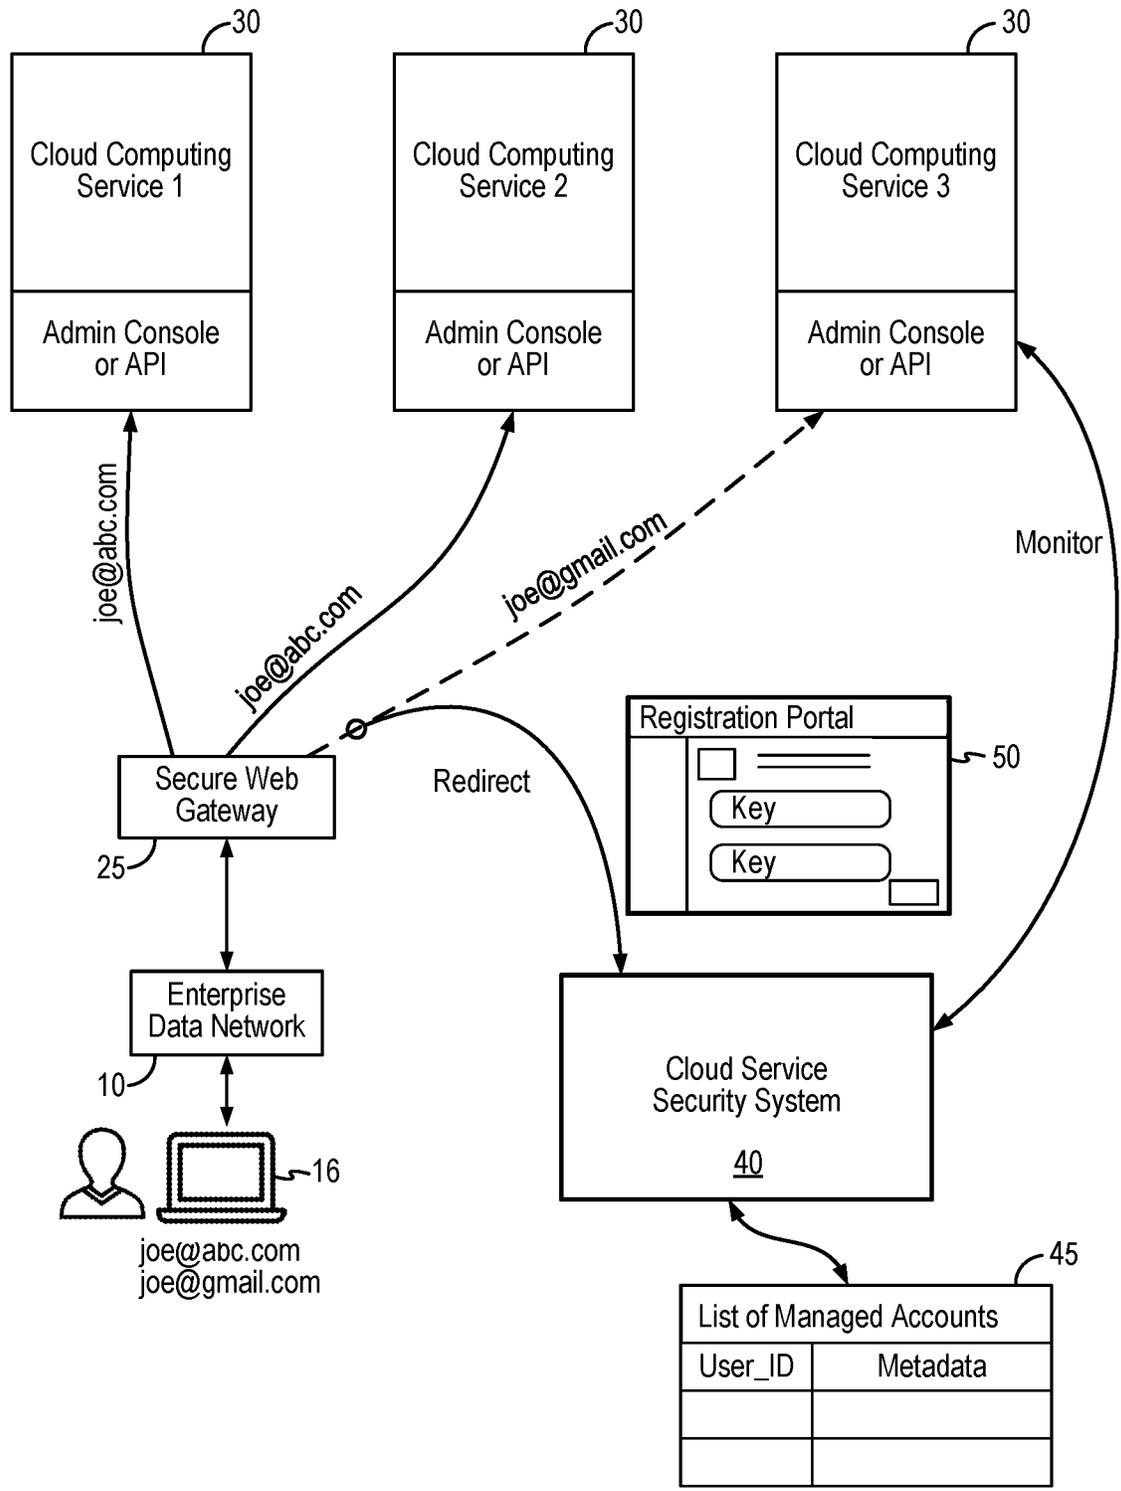 30
30
30
Cloud Computing
Service 1
Cloud Computing
Service 2
Cloud Computing
Service 3
Admin Console
or API
Admin Console
or API
Admin Console
or API
joe@abc.com
joe@abc.com
joe@gmail.com
Monitor
Registration Portal
50
Key
Key
Redirect
Secure Web
Gateway
25
Enterprise
Data Network
10
16
joe@abc.com
joe@gmail.com
Cloud Service
Security System
40
45
List of Managed Accounts
User_ID
Metadata